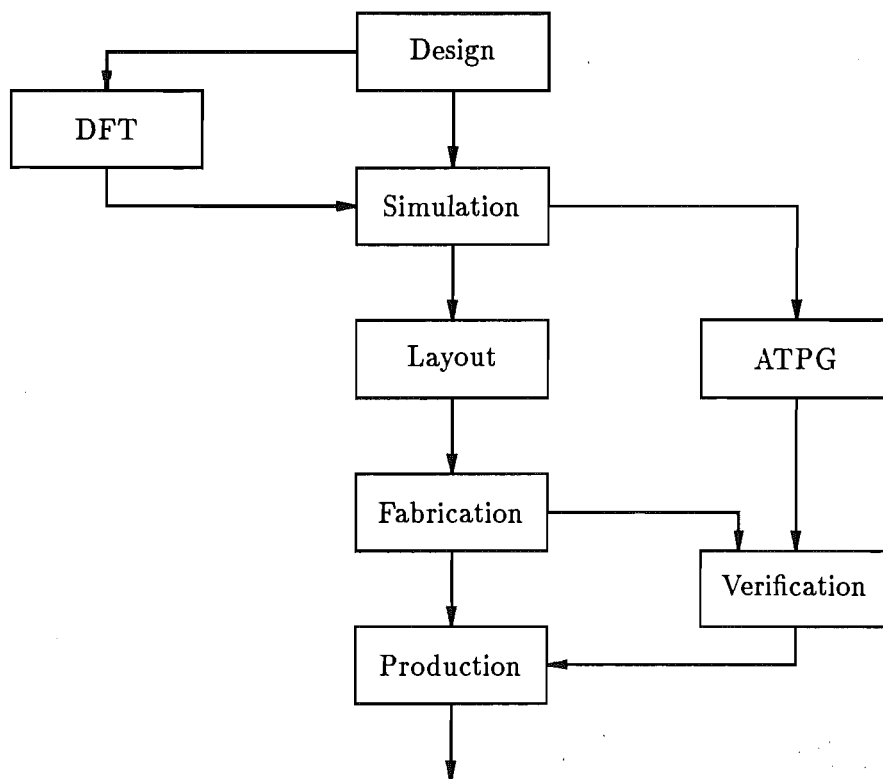 Design
DFT
Simulation
Layout
ATPG
Fabrication
Verification
Production